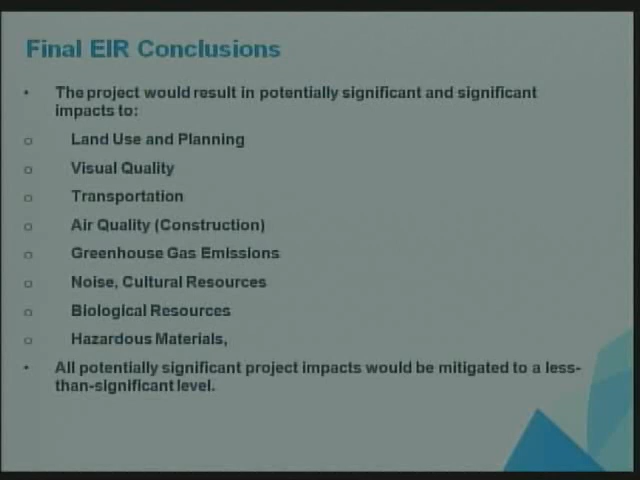 Final EIR Conclusions
• The project would result in potentially significant and significant
impacts to:
o Land Use and Planning
o Visual Quality
o Transportation
o Air Quality (Construction)
o Greenhouse Gas Emissions
o Noise, Cultural Resources
o Biological Resources
o Hazardous Materials,
• All potentially significant project impacts would be mitigated to a less-
than-significant level.